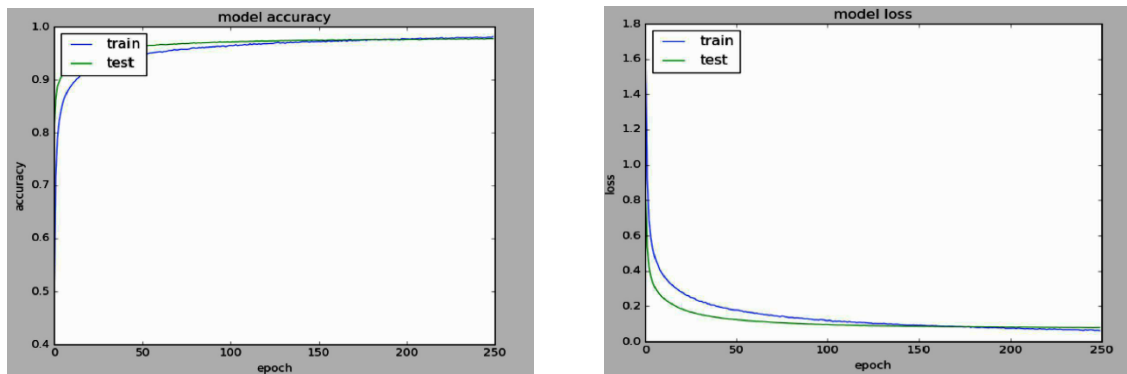 model accuracy
1.0
0.9
0.8
0.7
0.6
0.5
0.4
accuracy
train
test
0 50 100 150 200 250
epoch
model loss
1.8
1.6
1.4
1.2
1.0
0.8
0.6
0.4
0.2
0.0
loss
train
test
0 50 100 150 200 250
epoch